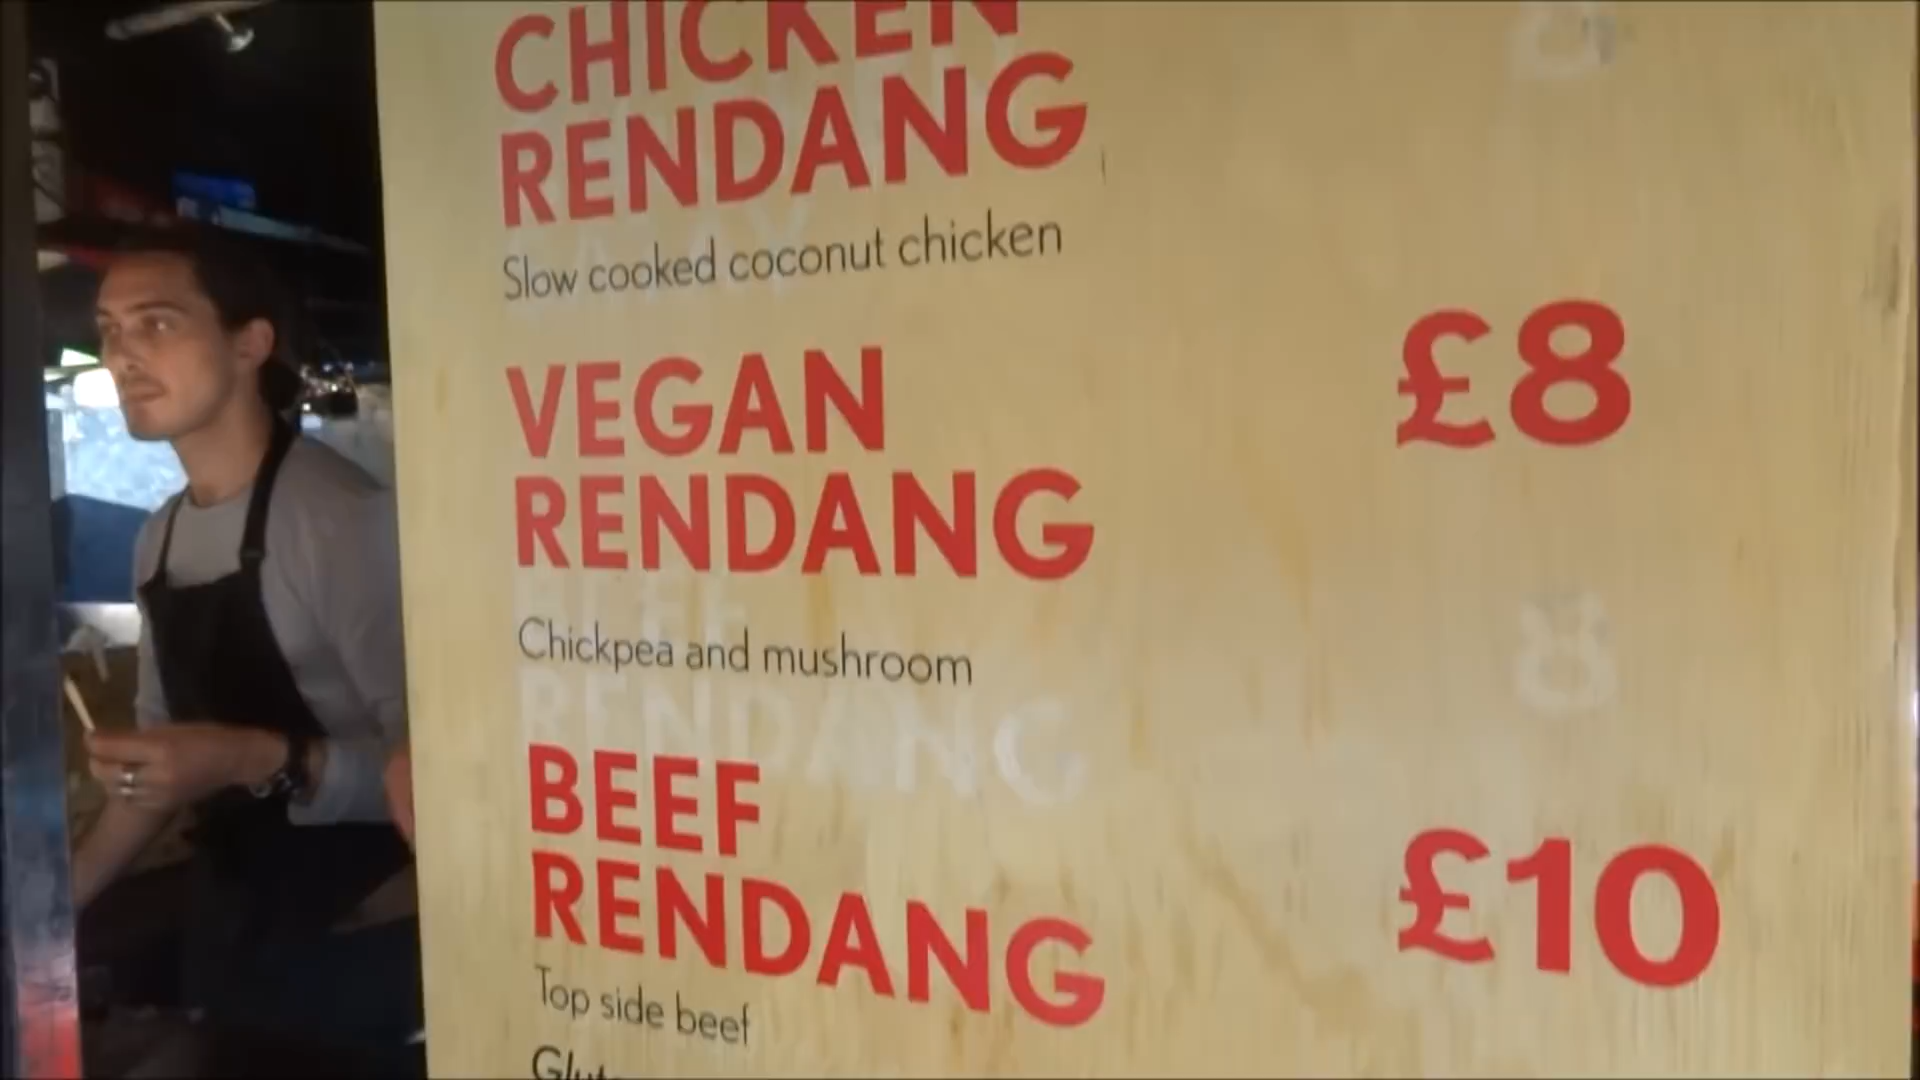 CHICKEN
RENDANG
Slow cooked coconut chicken
VEGAN £8
RENDANG
Chickpea and mushroom
BEEF
RENDANG £10
Top side beef